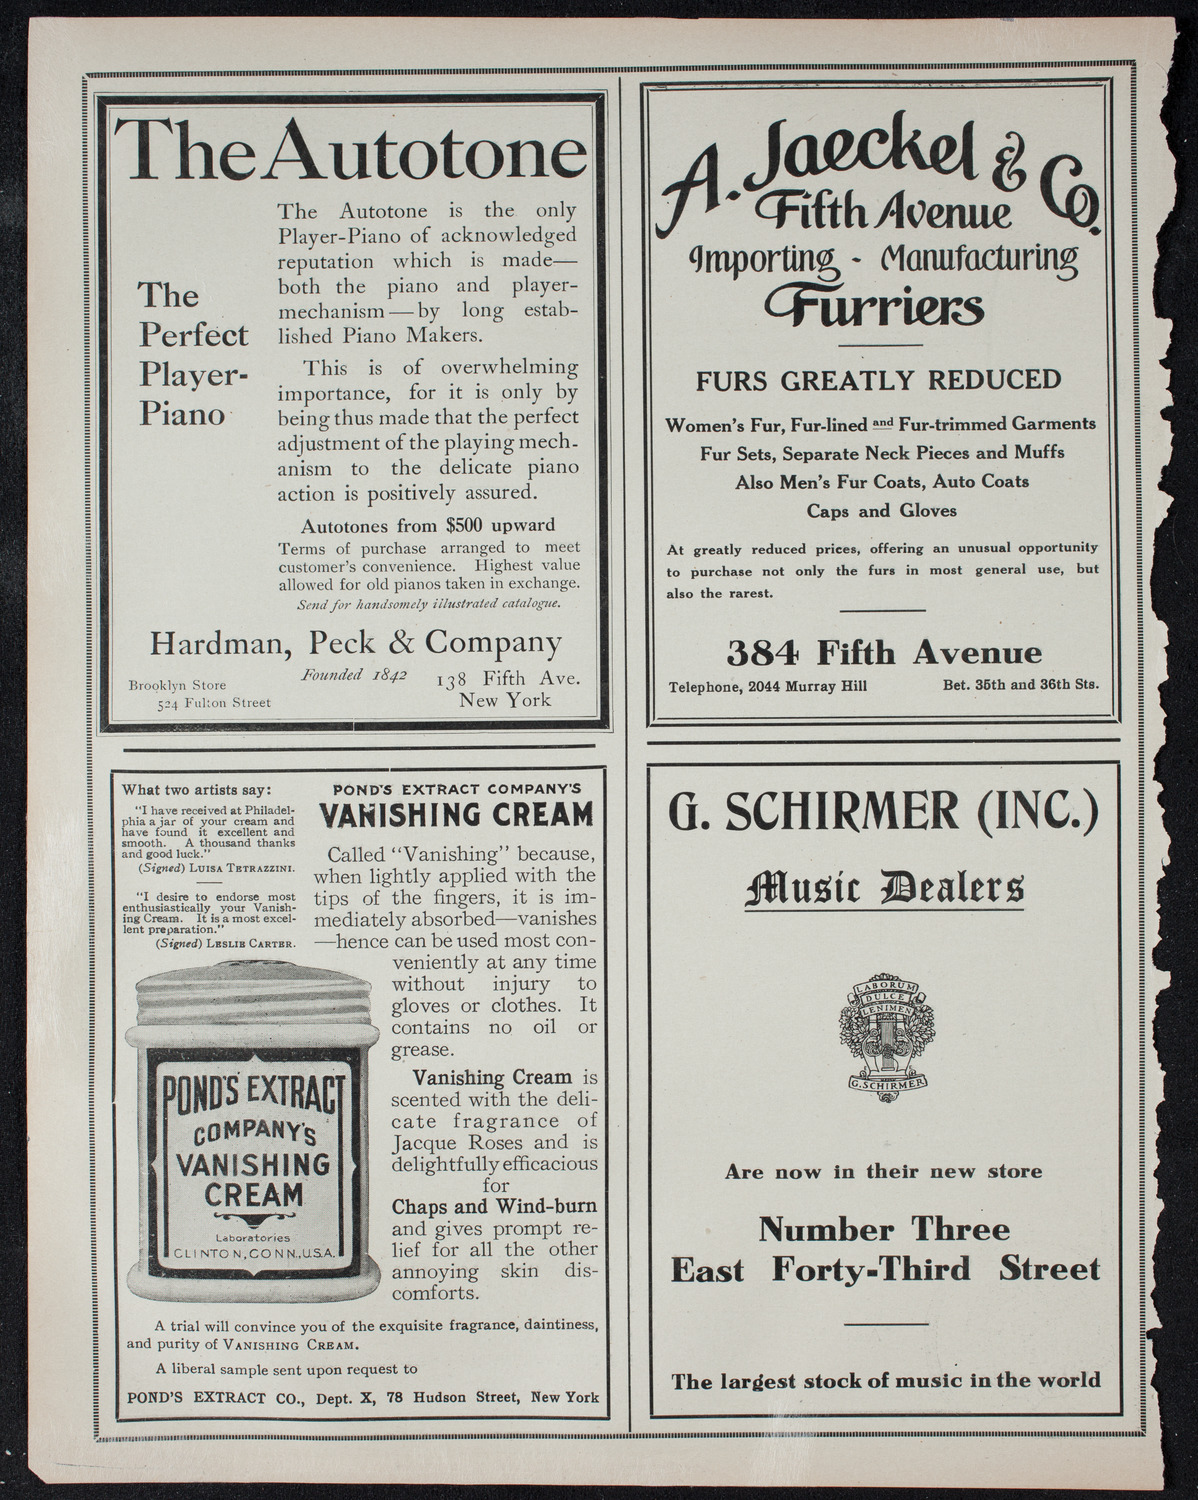 The Autotone
The
Perfect
Player-
Piano
The Autotone is the only
Player-Piano of acknowledged
reputation which is made—
both the piano and player-
mechanism—by long estab-
lished Piano Makers.
This is of overwhelming
importance, for it is only by
being thus made that the perfect
adjustment of the playing mech-
anism to the delicate piano
action is positively assured.
Autotones from $500 upward
Terms of purchase arranged to meet
customer's convenience. Highest value
allowed for old pianos taken in exchange.
Send for handsomely illustrated catalogue.
Hardman, Peck & Company
Founded 1842
Brooklyn Store
524 Fulton Street
138 Fifth Ave.
New York
A. Jaeckel & Co.
Fifth Avenue
Importing - Manufacturing
Furriers
FURS GREATLY REDUCED
Women's Fur, Fur-lined and Fur-trimmed Garments
Fur Sets, Separate Neck Pieces and Muffs
Also Men's Fur Coats, Auto Coats
Caps and Gloves
At greatly reduced prices, offering an unusual opportunity
to purchase not only the furs in most general use, but
also the rarest.
384 Fifth Avenue
Telephone, 2044 Murray Hill Bet. 35th and 36th Sts.
What two artists say:
"I have received at Philadel-
phia a jar of your cream and
have found it excellent and
smooth. A thousand thanks
and good luck."
(Signed) LUISA TETRAZZINI.
"I desire to endorse most
enthusiastically your Vanish-
ing Cream. It is a most excel-
lent preparation."
(Signed) LESLIE CARTER.
POND'S EXTRACT COMPANY'S
VANISHING CREAM
Called "Vanishing" because,
when lightly applied with the
tips of the fingers, it is im-
mediately absorbed—vanishes
—hence can be used most con-
veniently at any time
without injury to
gloves or clothes. It
contains no oil or
grease.
Vanishing Cream is
scented with the deli-
cate fragrance of
Jacque Roses and is
delightfully efficacious
for
Chaps and Wind-burn
and gives prompt re-
lief for all the other
annoying skin dis-
comforts.
POND'S EXTRACT
COMPANY'S
VANISHING
CREAM
Laboratories
CLINTON, CONN., U.S.A.
A trial will convince you of the exquisite fragrance, daintiness,
and purity of VANISHING CREAM.
A liberal sample sent upon request to
POND'S EXTRACT CO., Dept. X, 78 Hudson Street, New York
G. SCHIRMER (INC.)
Music Dealers
LABORUM
DULCE
LENIMEN
G. SCHIRMER
Are now in their new store
Number Three
East Forty-Third Street
The largest stock of music in the world